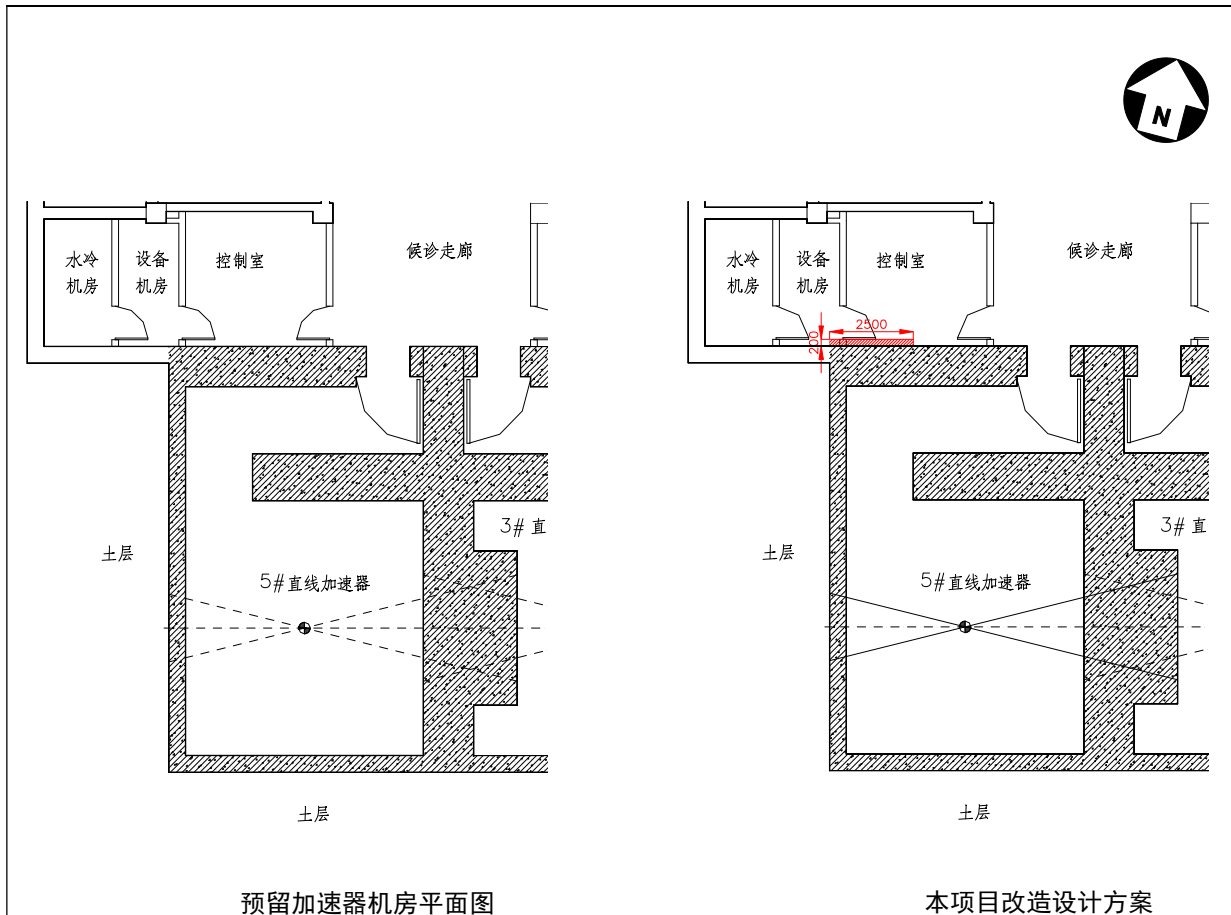 N
水冷
机房
设备
机房
控制室
候诊走廊
土层
5#直线加速器
3#直
土层
预留加速器机房平面图
水冷
机房
设备
机房
控制室
候诊走廊
2500
200
土层
5#直线加速器
3#直
土层
本项目改造设计方案